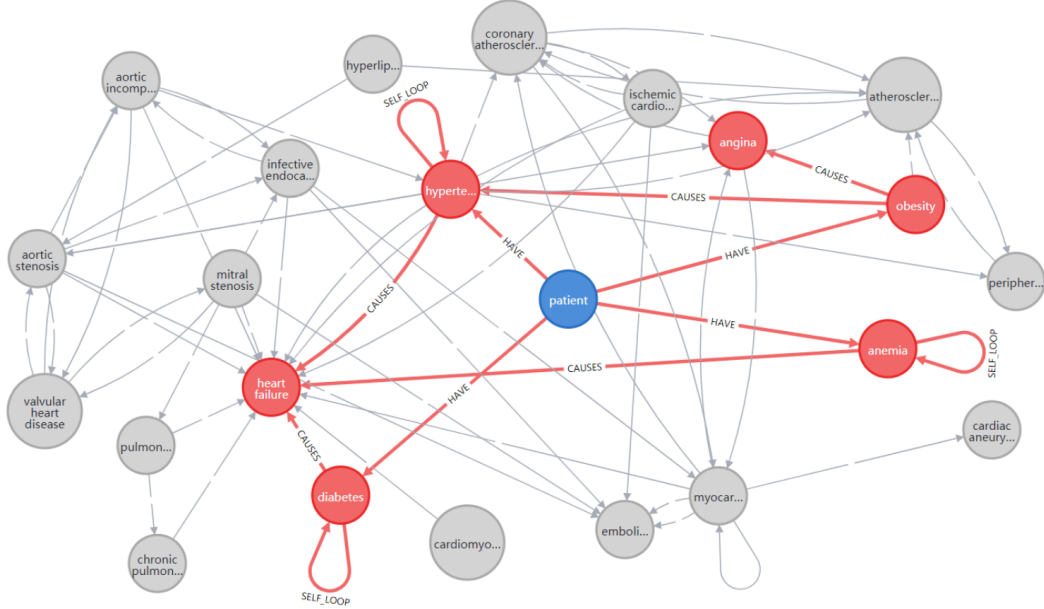 coronary
atheroscler...
aortic
incomp...
hyperlip...
ischemic
cardio...
atheroscler...
SELF_LOOP
angina
infective
endoca...
hyperte...
CAUSES
CAUSES
obesity
HAVE
HAVE
aortic
stenosis
mitral
stenosis
patient
peripher...
CAUSES
HAVE
anemia
SELF_LOOP
CAUSES
heart
failure
HAVE
valvular
heart
disease
pulmon...
CAUSES
cardiac
aneury...
diabetes
myocar...
emboli...
cardiomyo...
chronic
pulmon...
SELF_LOOP